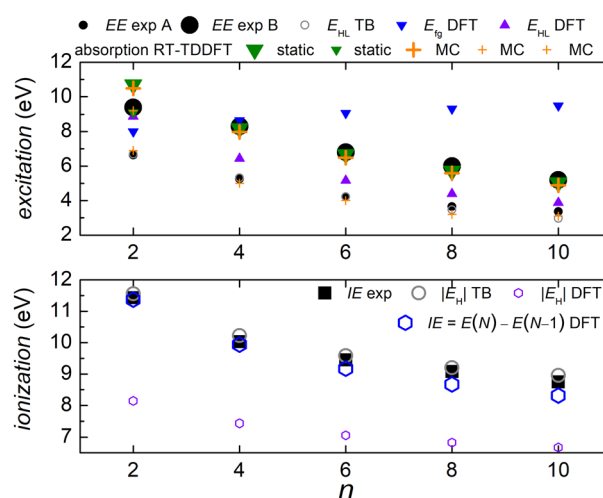 EE exp A EE exp B E_HL TB E_fg DFT E_HL DFT
absorption RT-TDDFT static static MC MC MC
12
10
8
6
4
2
excitation (eV)
2 4 6 8 10
IE exp |E_H| TB |E_H| DFT
IE = E(N) – E(N–1) DFT
12
11
10
9
8
7
ionization (eV)
2 4 6 8 10
n